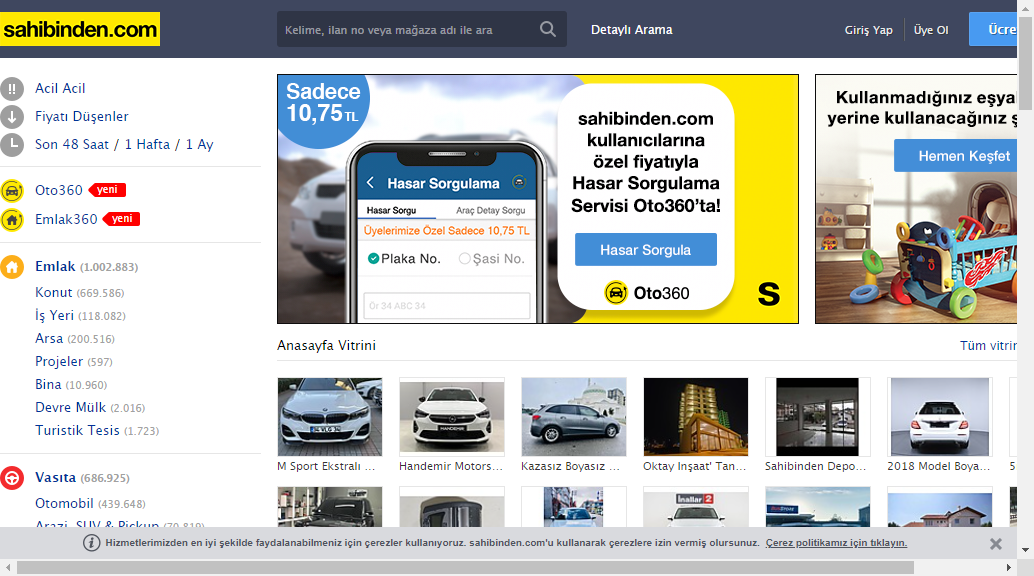 sahibinden.com
Kelime, ilan no veya mağaza adı ile ara
Detaylı Arama
Giriş Yap
Üye Ol
Ücre
Acil Acil
Fiyatı Düşenler
Son 48 Saat / 1 Hafta / 1 Ay
Oto360 yeni
Emlak360 yeni
Emlak (1.002.883)
Konut (669.586)
İş Yeri (118.082)
Arsa (200.516)
Projeler (597)
Bina (10.960)
Devre Mülk (2.016)
Turistik Tesis (1.723)
Vasıta (686.925)
Otomobil (439.648)
Arazi, SUV & Pickup (70.819)
Sadece
10,75 TL
Hasar Sorgulama
Hasar Sorgu
Araç Detay Sorgu
Üyelerimize Özel Sadece 10,75 TL
Plaka No.
Şasi No.
Ör 34 ABC 34
sahibinden.com
kullanıcılarına
özel fiyatıyla
Hasar Sorgulama
Servisi Oto360'ta!
Hasar Sorgula
Oto360
S
Kullanmadığınız eşya
yerine kullanacağınız ş
Hemen Keşfet
Anasayfa Vitrini
Tüm vitrin
34 VLG 34
HANDEMİR
M Sport Ekstralı ...
Handemir Motors...
Kazasız Boyasız ...
Oktay Inşaat' Tan...
Sahibinden Depo...
2018 Model Boya...
5
İnallar 2
Hizmetlerimizden en iyi şekilde faydalanabilmeniz için çerezler kullanıyoruz. sahibinden.com'u kullanarak çerezlere izin vermiş olursunuz. Çerez politikamız için tıklayın.